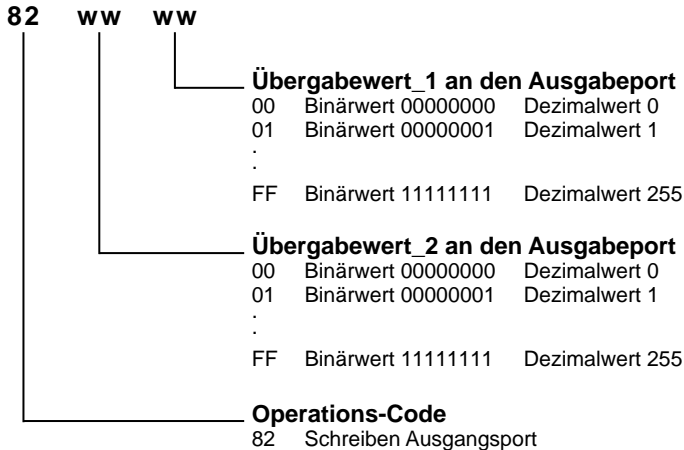 82 ww ww
Übergabewert_1 an den Ausgabeport
00 Binärwert 00000000 Dezimalwert 0
01 Binärwert 00000001 Dezimalwert 1
.
.
FF Binärwert 11111111 Dezimalwert 255
Übergabewert_2 an den Ausgabeport
00 Binärwert 00000000 Dezimalwert 0
01 Binärwert 00000001 Dezimalwert 1
.
.
FF Binärwert 11111111 Dezimalwert 255
Operations-Code
82 Schreiben Ausgangsport